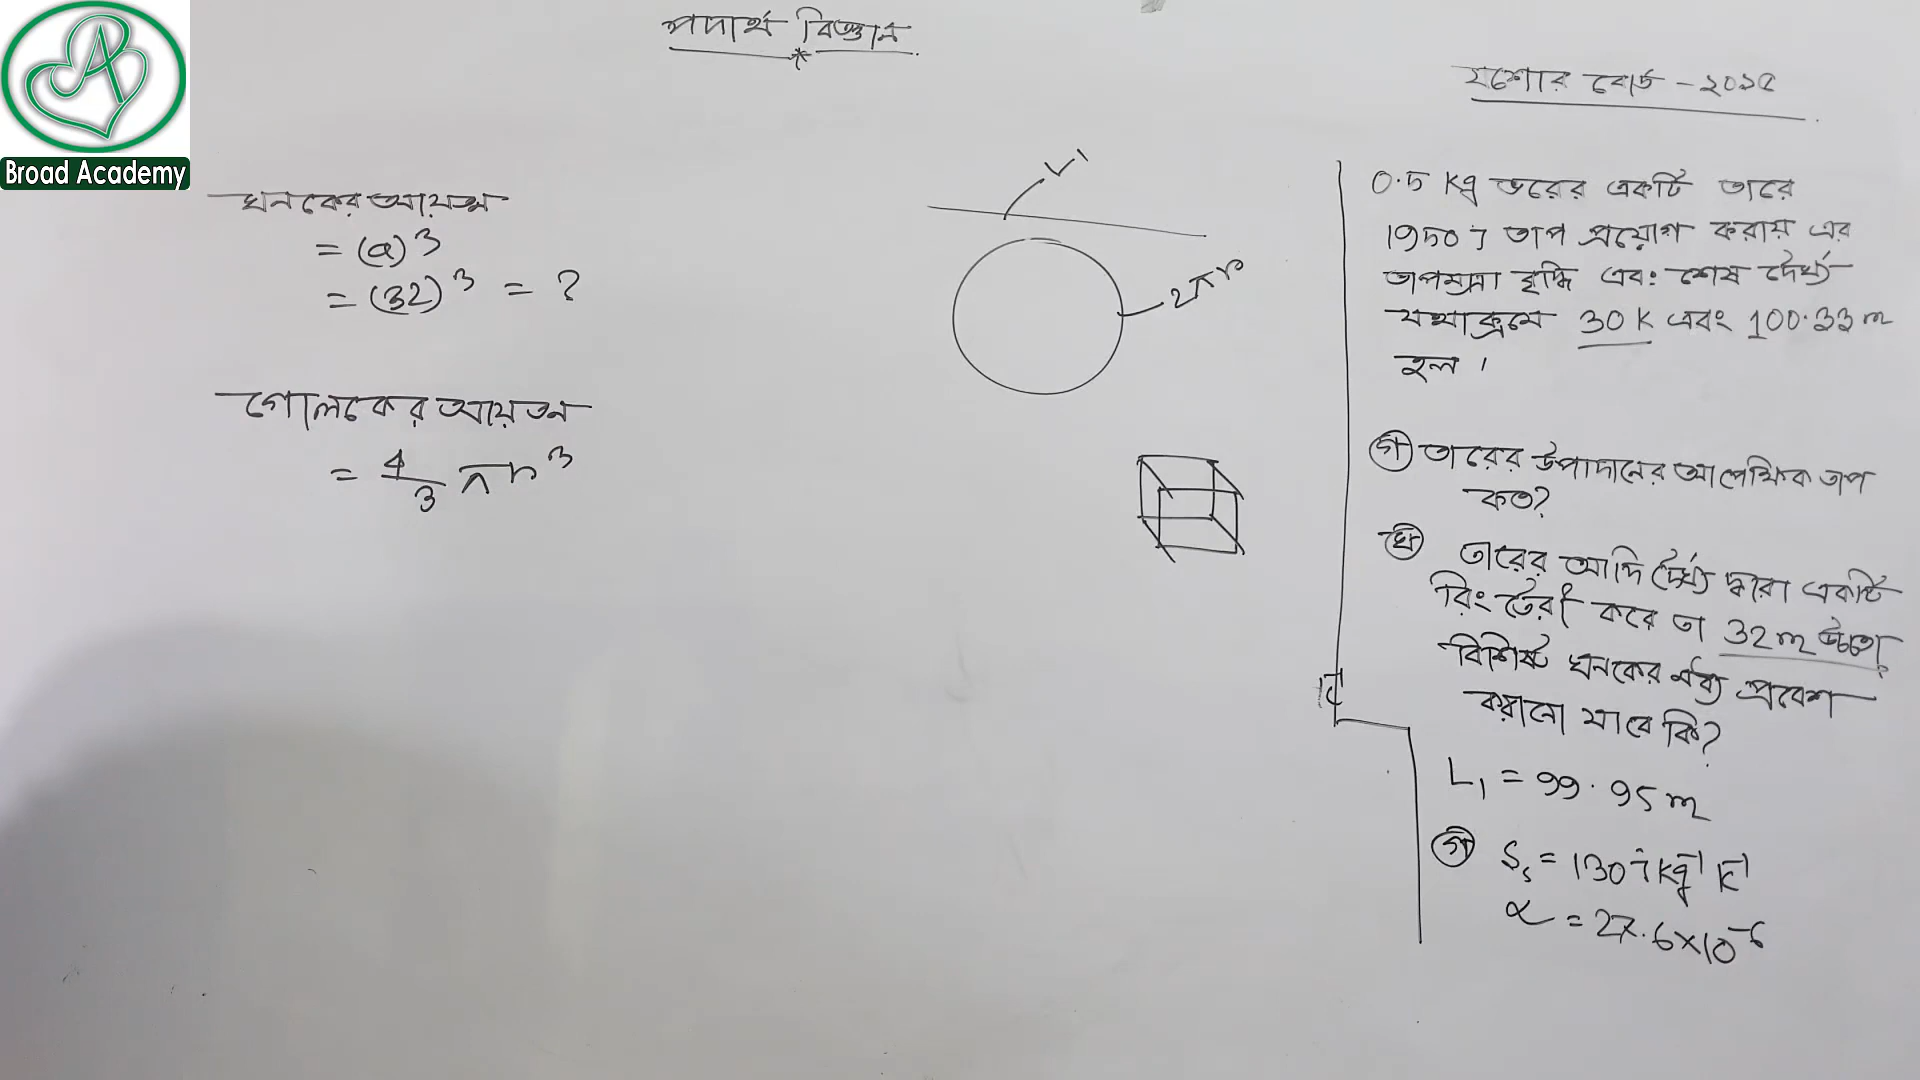 Broad Academy
পদার্থ বিজ্ঞান
যশোর বোর্ড - ২০১৫
ঘনকের আয়তন
= (a)³
= (32)³ = ?
গোলকের আয়তন
= 4/3 πr³
L1
2πr
0.5 Kg ভরের একটি তারে
1950 J তাপ প্রয়োগ করায় এর
তাপমাত্রা বৃদ্ধি এবং শেষ দৈর্ঘ্য
যথাক্রমে 30 K এবং 100.33 m
হল।
গ তারের উপাদানের আপেক্ষিক তাপ
কত?
ঘ তারের আদি দৈর্ঘ্য দ্বারা একটি
রিং তৈরী করে তা 32 m উচ্চতা
বিশিষ্ট ঘনকের মধ্যে প্রবেশ
করানো যাবে কি?
L₁ = 99.95 m
গ Sₛ = 130 J Kg⁻¹ K⁻¹
α = 27.6×10⁻⁶